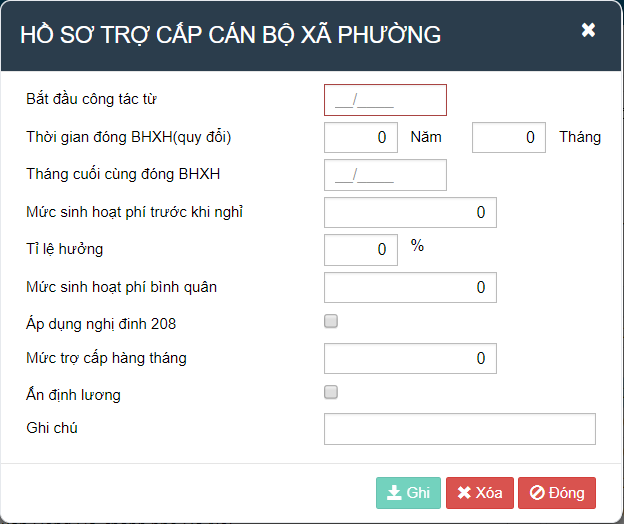 HỒ SƠ TRỢ CẤP CÁN BỘ XÃ PHƯỜNG
Bắt đầu công tác từ __/____
Thời gian đóng BHXH(quy đổi) 0 Năm 0 Tháng
Tháng cuối cùng đóng BHXH __/____
Mức sinh hoạt phí trước khi nghỉ 0
Tỉ lệ hưởng 0 %
Mức sinh hoạt phí bình quân 0
Áp dụng nghị đinh 208
Mức trợ cấp hàng tháng 0
Ấn định lương
Ghi chú
Ghi Xóa Đóng